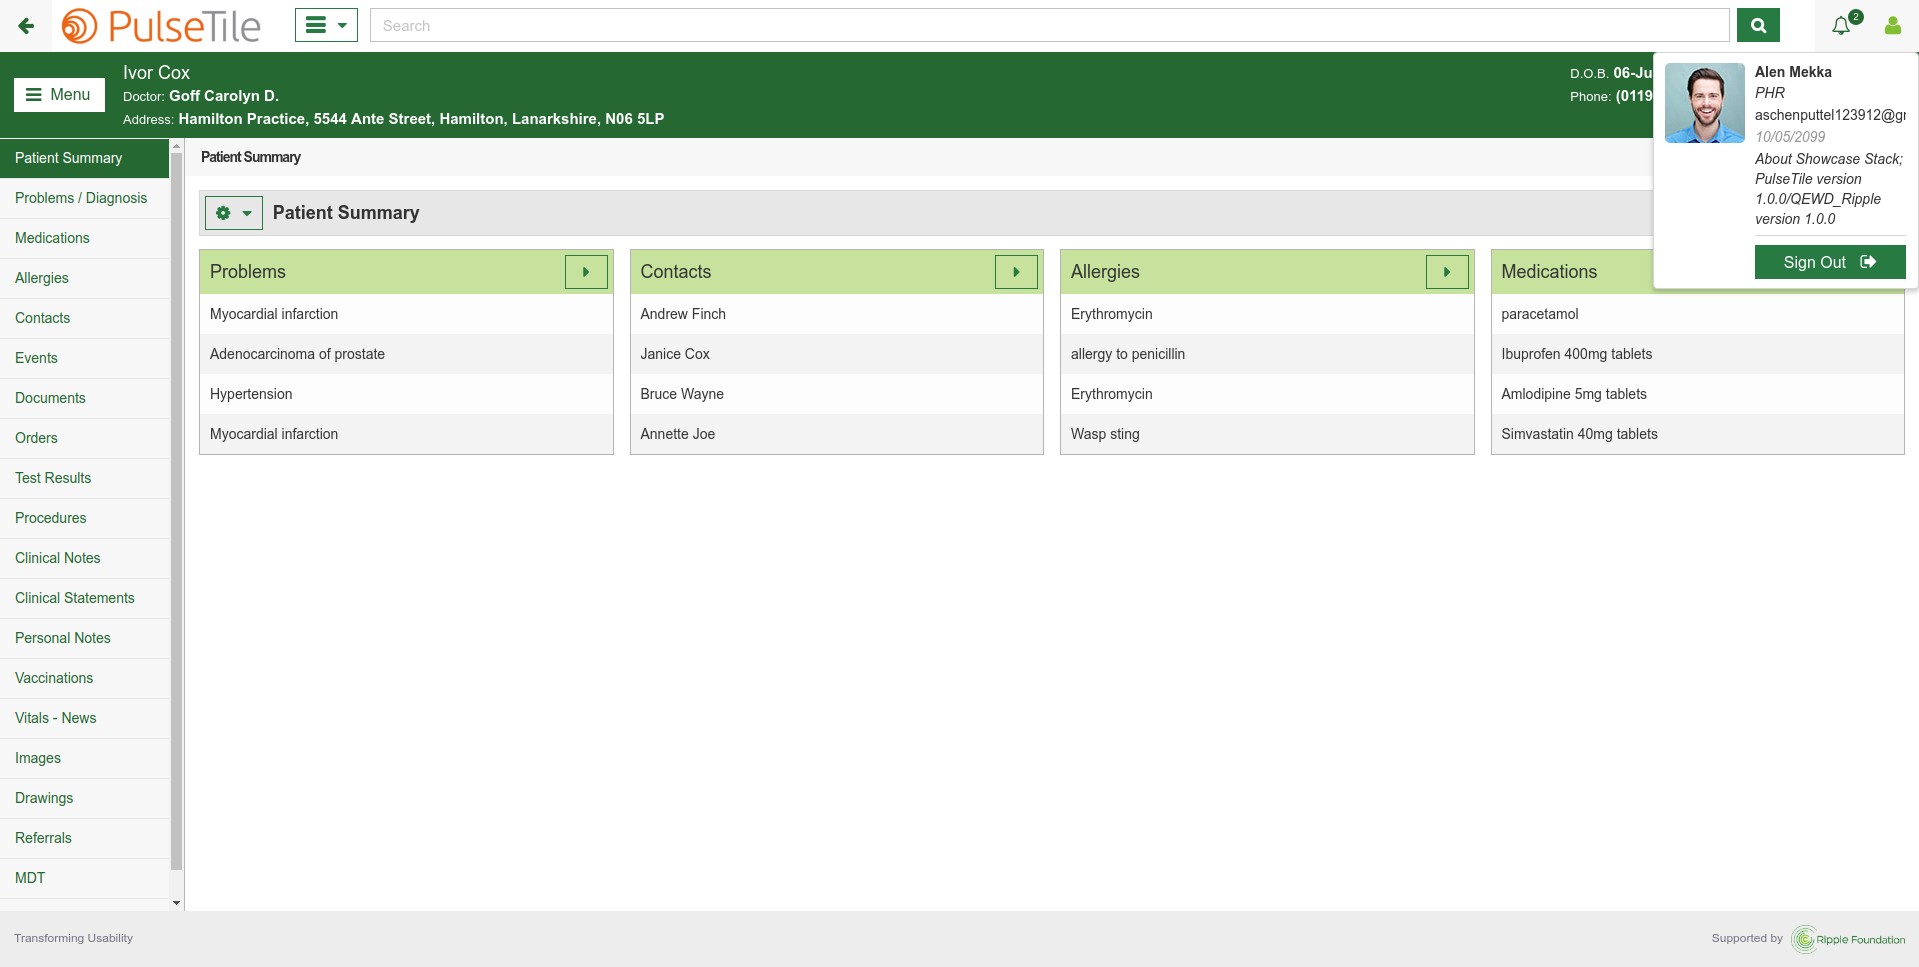 PulseTile
Search
2
Ivor Cox
Doctor: Goff Carolyn D.
Address: Hamilton Practice, 5544 Ante Street, Hamilton, Lanarkshire, N06 5LP
Menu
D.O.B. 06-Ju
Phone: (0119
Alen Mekka
PHR
aschenputtel123912@gr
10/05/2099
About Showcase Stack;
PulseTile version
1.0.0/QEWD_Ripple
version 1.0.0
Sign Out
Patient Summary
Problems / Diagnosis
Medications
Allergies
Contacts
Events
Documents
Orders
Test Results
Procedures
Clinical Notes
Clinical Statements
Personal Notes
Vaccinations
Vitals - News
Images
Drawings
Referrals
MDT
Patient Summary
Patient Summary
Problems
Myocardial infarction
Adenocarcinoma of prostate
Hypertension
Myocardial infarction
Contacts
Andrew Finch
Janice Cox
Bruce Wayne
Annette Joe
Allergies
Erythromycin
allergy to penicillin
Erythromycin
Wasp sting
Medications
paracetamol
Ibuprofen 400mg tablets
Amlodipine 5mg tablets
Simvastatin 40mg tablets
Transforming Usability
Supported by
Ripple Foundation